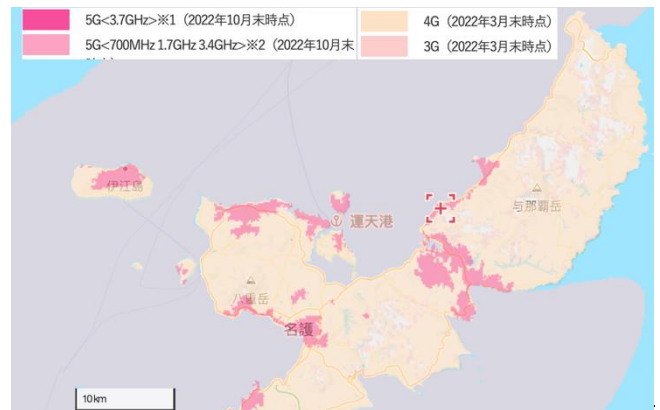 5G<3.7GHz>※1（2022年10月末時点）
5G<700MHz 1.7GHz 3.4GHz>※2（2022年10月末
4G（2022年3月末時点）
3G（2022年3月末時点）
伊江島
運天港
与那覇岳
八重岳
名護
10km